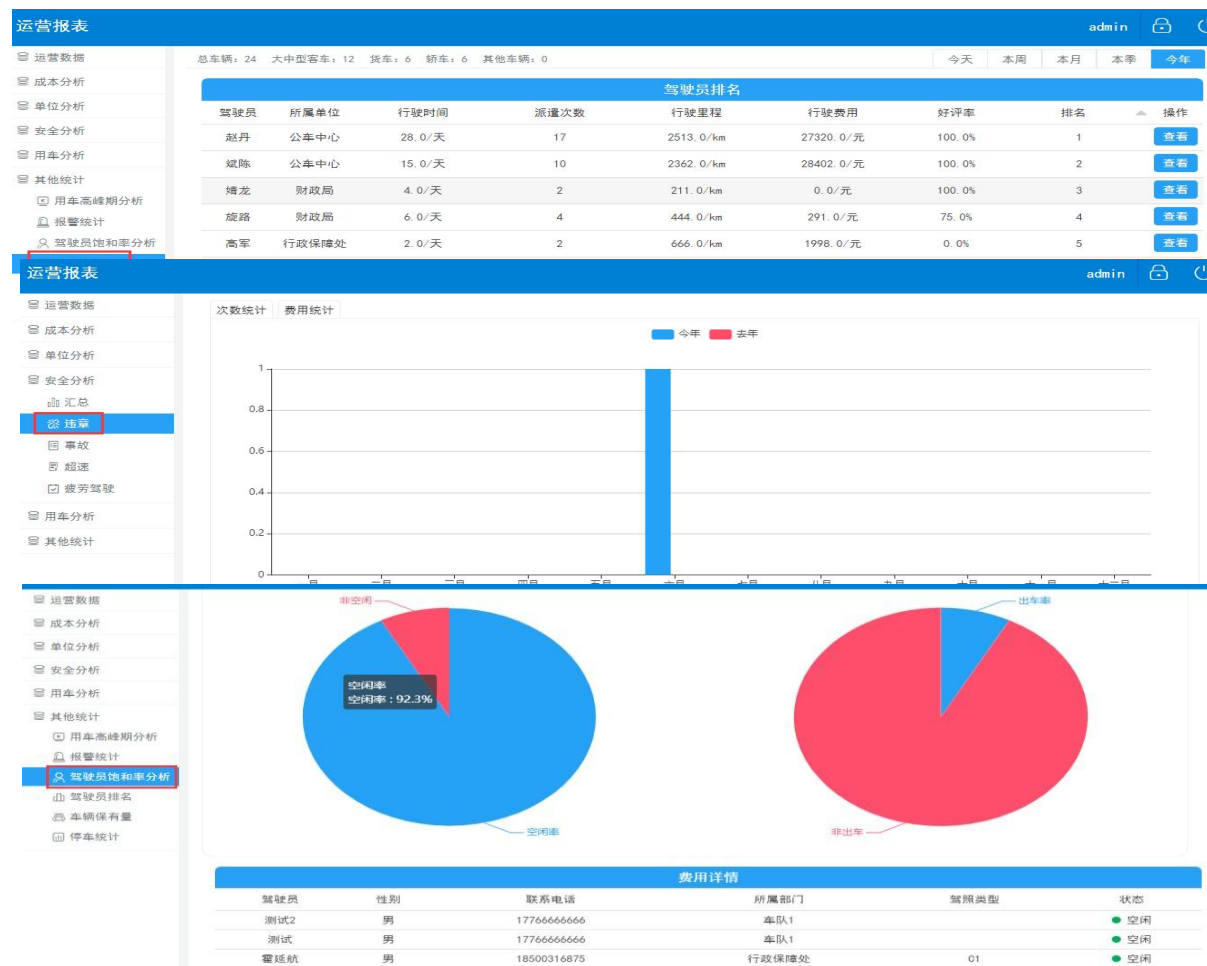 运营报表 admin
运营数据
成本分析
单位分析
安全分析
用车分析
其他统计
用车高峰期分析
报警统计
驾驶员饱和率分析
总车辆：24 大中型客车：12 货车：6 轿车：6 其他车辆：0 今天 本周 本月 本季 今年
驾驶员排名
驾驶员 所属单位 行驶时间 派遣次数 行驶里程 行驶费用 好评率 排名 操作
赵丹 公车中心 28.0/天 17 2513.0/km 27320.0/元 100.0% 1 查看
斌陈 公车中心 15.0/天 10 2362.0/km 28402.0/元 100.0% 2 查看
婧龙 财政局 4.0/天 2 211.0/km 0.0/元 100.0% 3 查看
旋路 财政局 6.0/天 4 444.0/km 291.0/元 75.0% 4 查看
高军 行政保障处 2.0/天 2 666.0/km 1998.0/元 0.0% 5 查看
运营报表 admin
运营数据
成本分析
单位分析
安全分析
汇总
违章
事故
超速
疲劳驾驶
用车分析
其他统计
次数统计 费用统计
今年 去年
1
0.8
0.6
0.4
0.2
0
运营数据
成本分析
单位分析
安全分析
用车分析
其他统计
用车高峰期分析
报警统计
驾驶员饱和率分析
驾驶员排名
车辆保有量
停车统计
非空闲
空闲率
空闲率：92.3%
空闲率
出车率
非出车
费用详情
驾驶员 性别 联系电话 所属部门 驾照类型 状态
测试2 男 17766666666 车队1 空闲
测试 男 17766666666 车队1 空闲
霍延航 男 18500316875 行政保障处 C1 空闲